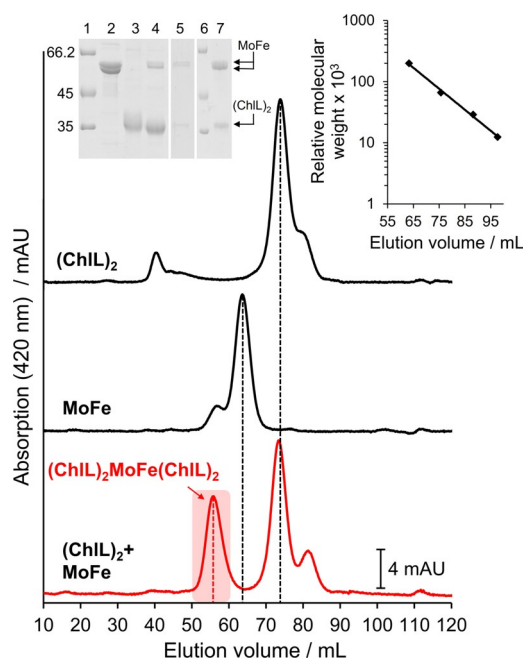 1 2 3 4 5 6 7
66.2
45
35
MoFe
(ChlL)2
Relative molecular
weight x 10³
1000
100
10
1
55 65 75 85 95
Elution volume / mL
Absorption (420 nm) / mAU
(ChlL)₂
MoFe
(ChlL)₂MoFe(ChlL)₂
(ChlL)₂+
MoFe
4 mAU
10 20 30 40 50 60 70 80 90 100 110 120
Elution volume / mL